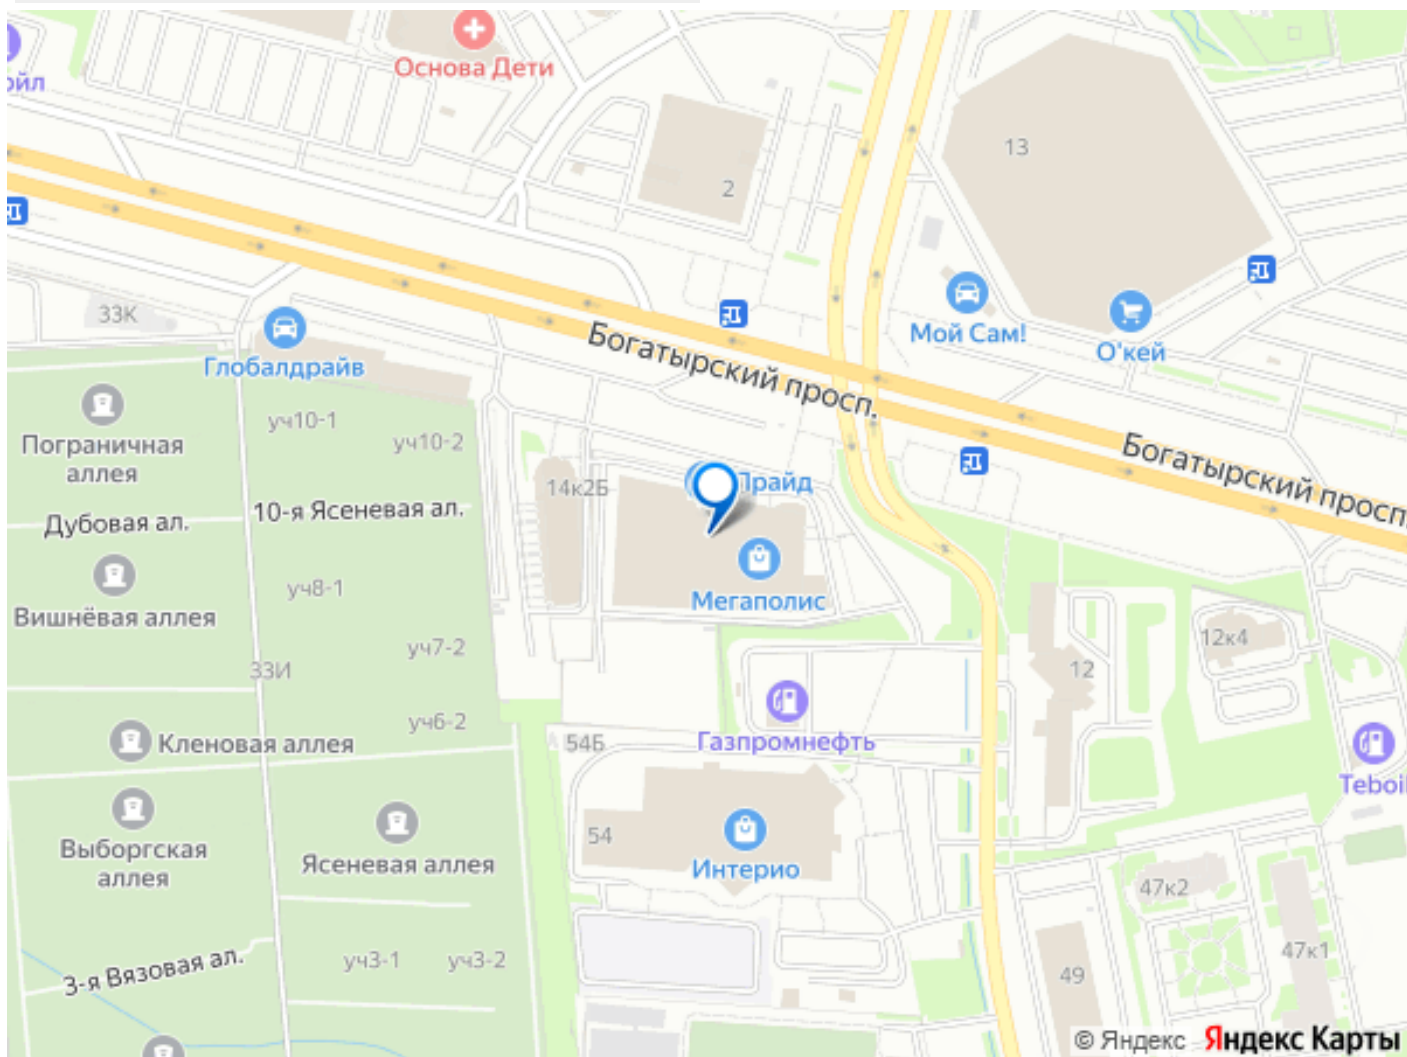 Основа Дети
ойл
13
2
33К
Глобалдрайв
Мой Сам!
О'кей
Богатырский просп.
Пограничная
аллея
уч10-1
уч10-2
Богатырский просп.
14к2Б
Прайд
Дубовая ал.
10-я Ясеневая ал.
Вишнёвая аллея
уч8-1
Мегаполис
уч7-2
33И
12
12к4
уч6-2
Кленовая аллея
54Б
Газпромнефть
Teboil
Выборгская
аллея
Ясеневая аллея
54
Интерио
47к2
47к1
3-я Вязовая ал.
уч3-1
уч3-2
49
© Яндекс Яндекс Карты